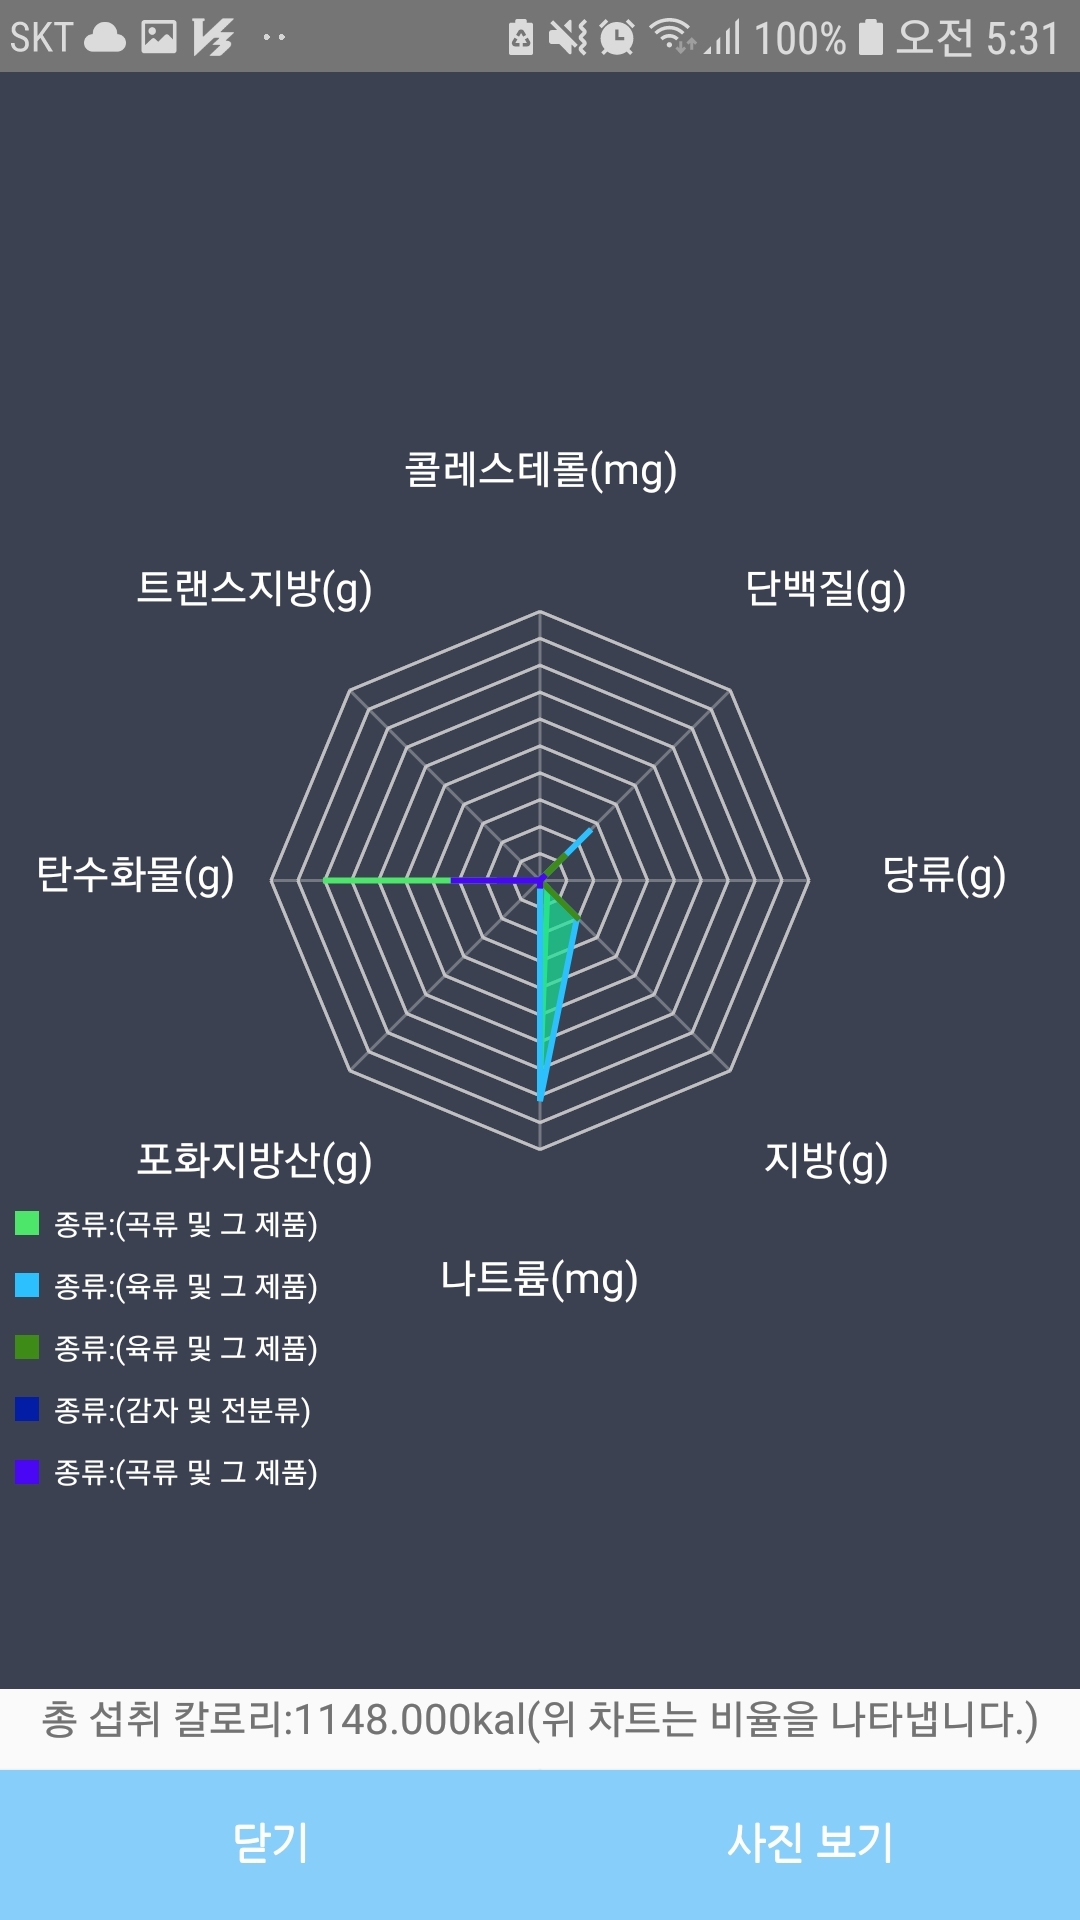 SKT 100% 오전 5:31
콜레스테롤(mg)
트랜스지방(g) 단백질(g)
탄수화물(g) 당류(g)
포화지방산(g) 지방(g)
나트륨(mg)
종류:(곡류 및 그 제품)
종류:(육류 및 그 제품)
종류:(육류 및 그 제품)
종류:(감자 및 전분류)
종류:(곡류 및 그 제품)
총 섭취 칼로리:1148.000kal(위 차트는 비율을 나타냅니다.)
닫기 사진 보기